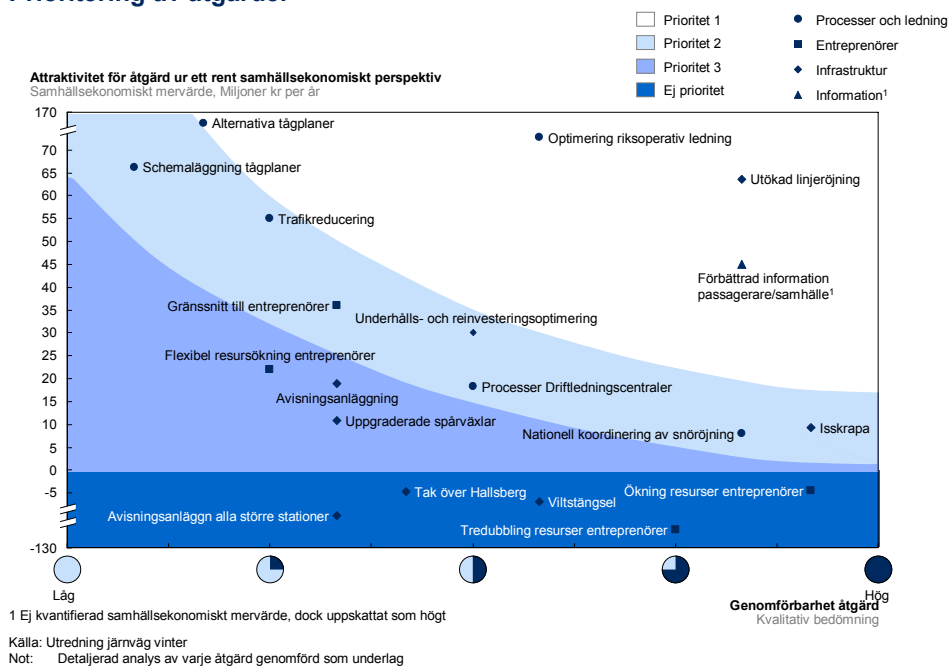 Prioritering av åtgärder
Prioritet 1
Prioritet 2
Prioritet 3
Ej prioritet
Processer och ledning
Entreprenörer
Infrastruktur
Information1
Attraktivitet för åtgärd ur ett rent samhällsekonomiskt perspektiv
Samhällsekonomiskt mervärde, Miljoner kr per år
170
70
65
60
55
50
45
40
35
30
25
20
15
10
5
0
-5
-130
Alternativa tågplaner
Optimering riksoperativ ledning
Schemaläggning tågplaner
Utökad linjeröjning
Trafikreducering
Förbättrad information
passagerare/samhälle1
Gränssnitt till entreprenörer
Underhålls- och reinvesteringsoptimering
Flexibel resursökning entreprenörer
Avisningsanläggning
Processer Driftledningscentraler
Uppgraderade spårväxlar
Nationell koordinering av snöröjning
Isskrapa
Tak över Hallsberg
Viltstängsel
Ökning resurser entreprenörer
Avisningsanläggn alla större stationer
Tredubbling resurser entreprenörer
Låg
Hög
Genomförbarhet åtgärd
Kvalitativ bedömning
1 Ej kvantifierad samhällsekonomiskt mervärde, dock uppskattat som högt
Källa: Utredning järnväg vinter
Not: Detaljerad analys av varje åtgärd genomförd som underlag